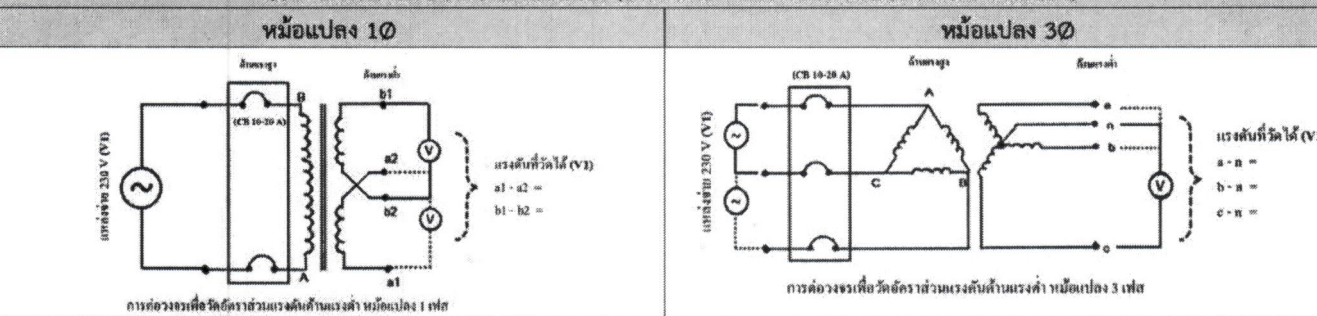 หม้อแปลง 1Ø
หม้อแปลง 3Ø
ด้านแรงสูง
ด้านแรงต่ำ
B
b1
(CB 10-20 A)
แหล่งจ่าย 230 V (V1)
V
a2
b2
V
a1
A
แรงดันที่วัดได้ (V2)
a1 - a2 =
b1 - b2 =
การต่อวงจรเพื่อวัดอัตราส่วนแรงดันด้านแรงต่ำ หม้อแปลง 1 เฟส
(CB 10-20 A)
ด้านแรงสูง
ด้านแรงต่ำ
แหล่งจ่าย 230 V (V1)
A
C
B
a
n
b
c
V
แรงดันที่วัดได้ (V
a - n =
b - n =
c - n =
การต่อวงจรเพื่อวัดอัตราส่วนแรงดันด้านแรงต่ำ หม้อแปลง 3 เฟส